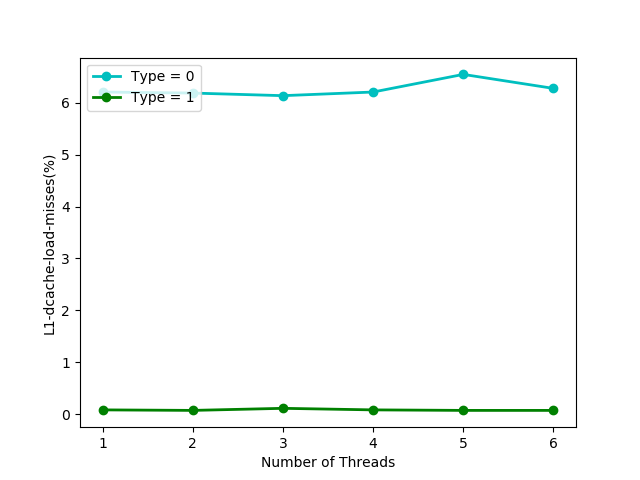 Type = 0
Type = 1
6
5
4
3
2
1
0
L1-dcache-load-misses(%)
1 2 3 4 5 6
Number of Threads